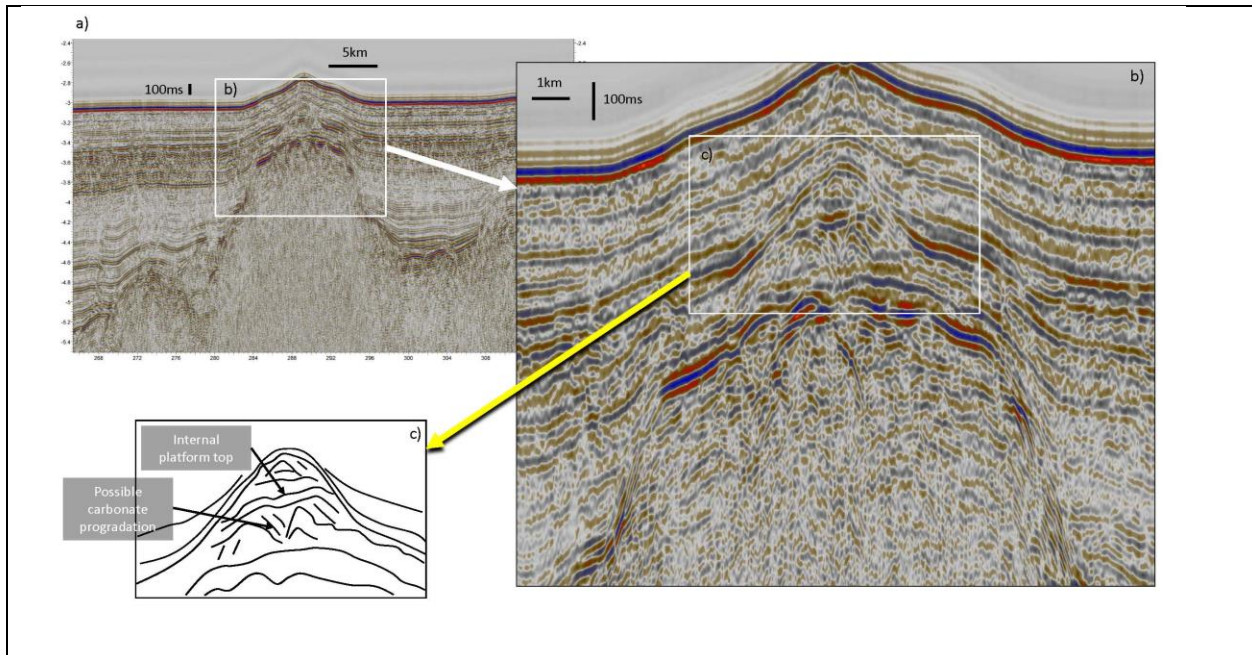 a)
5km
100ms
b)
-2.4
-2.8
-3
-3.2
-3.4
-3.6
-3.8
-4
-4.2
-4.4
-4.6
-4.8
-5
-5.2
-5.4
268
272
276
280
284
288
292
296
300
304
308
-2.4
b)
1km
100ms
c)
c)
Internal
platform top
Possible
carbonate
progradation